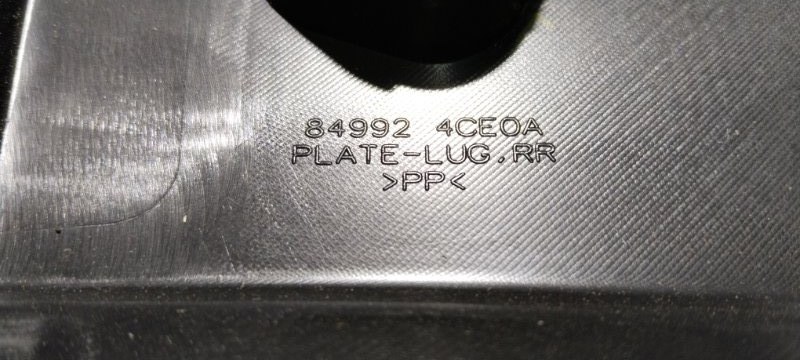 84992 4CE0A
PLATE-LUG,RR
>PP<